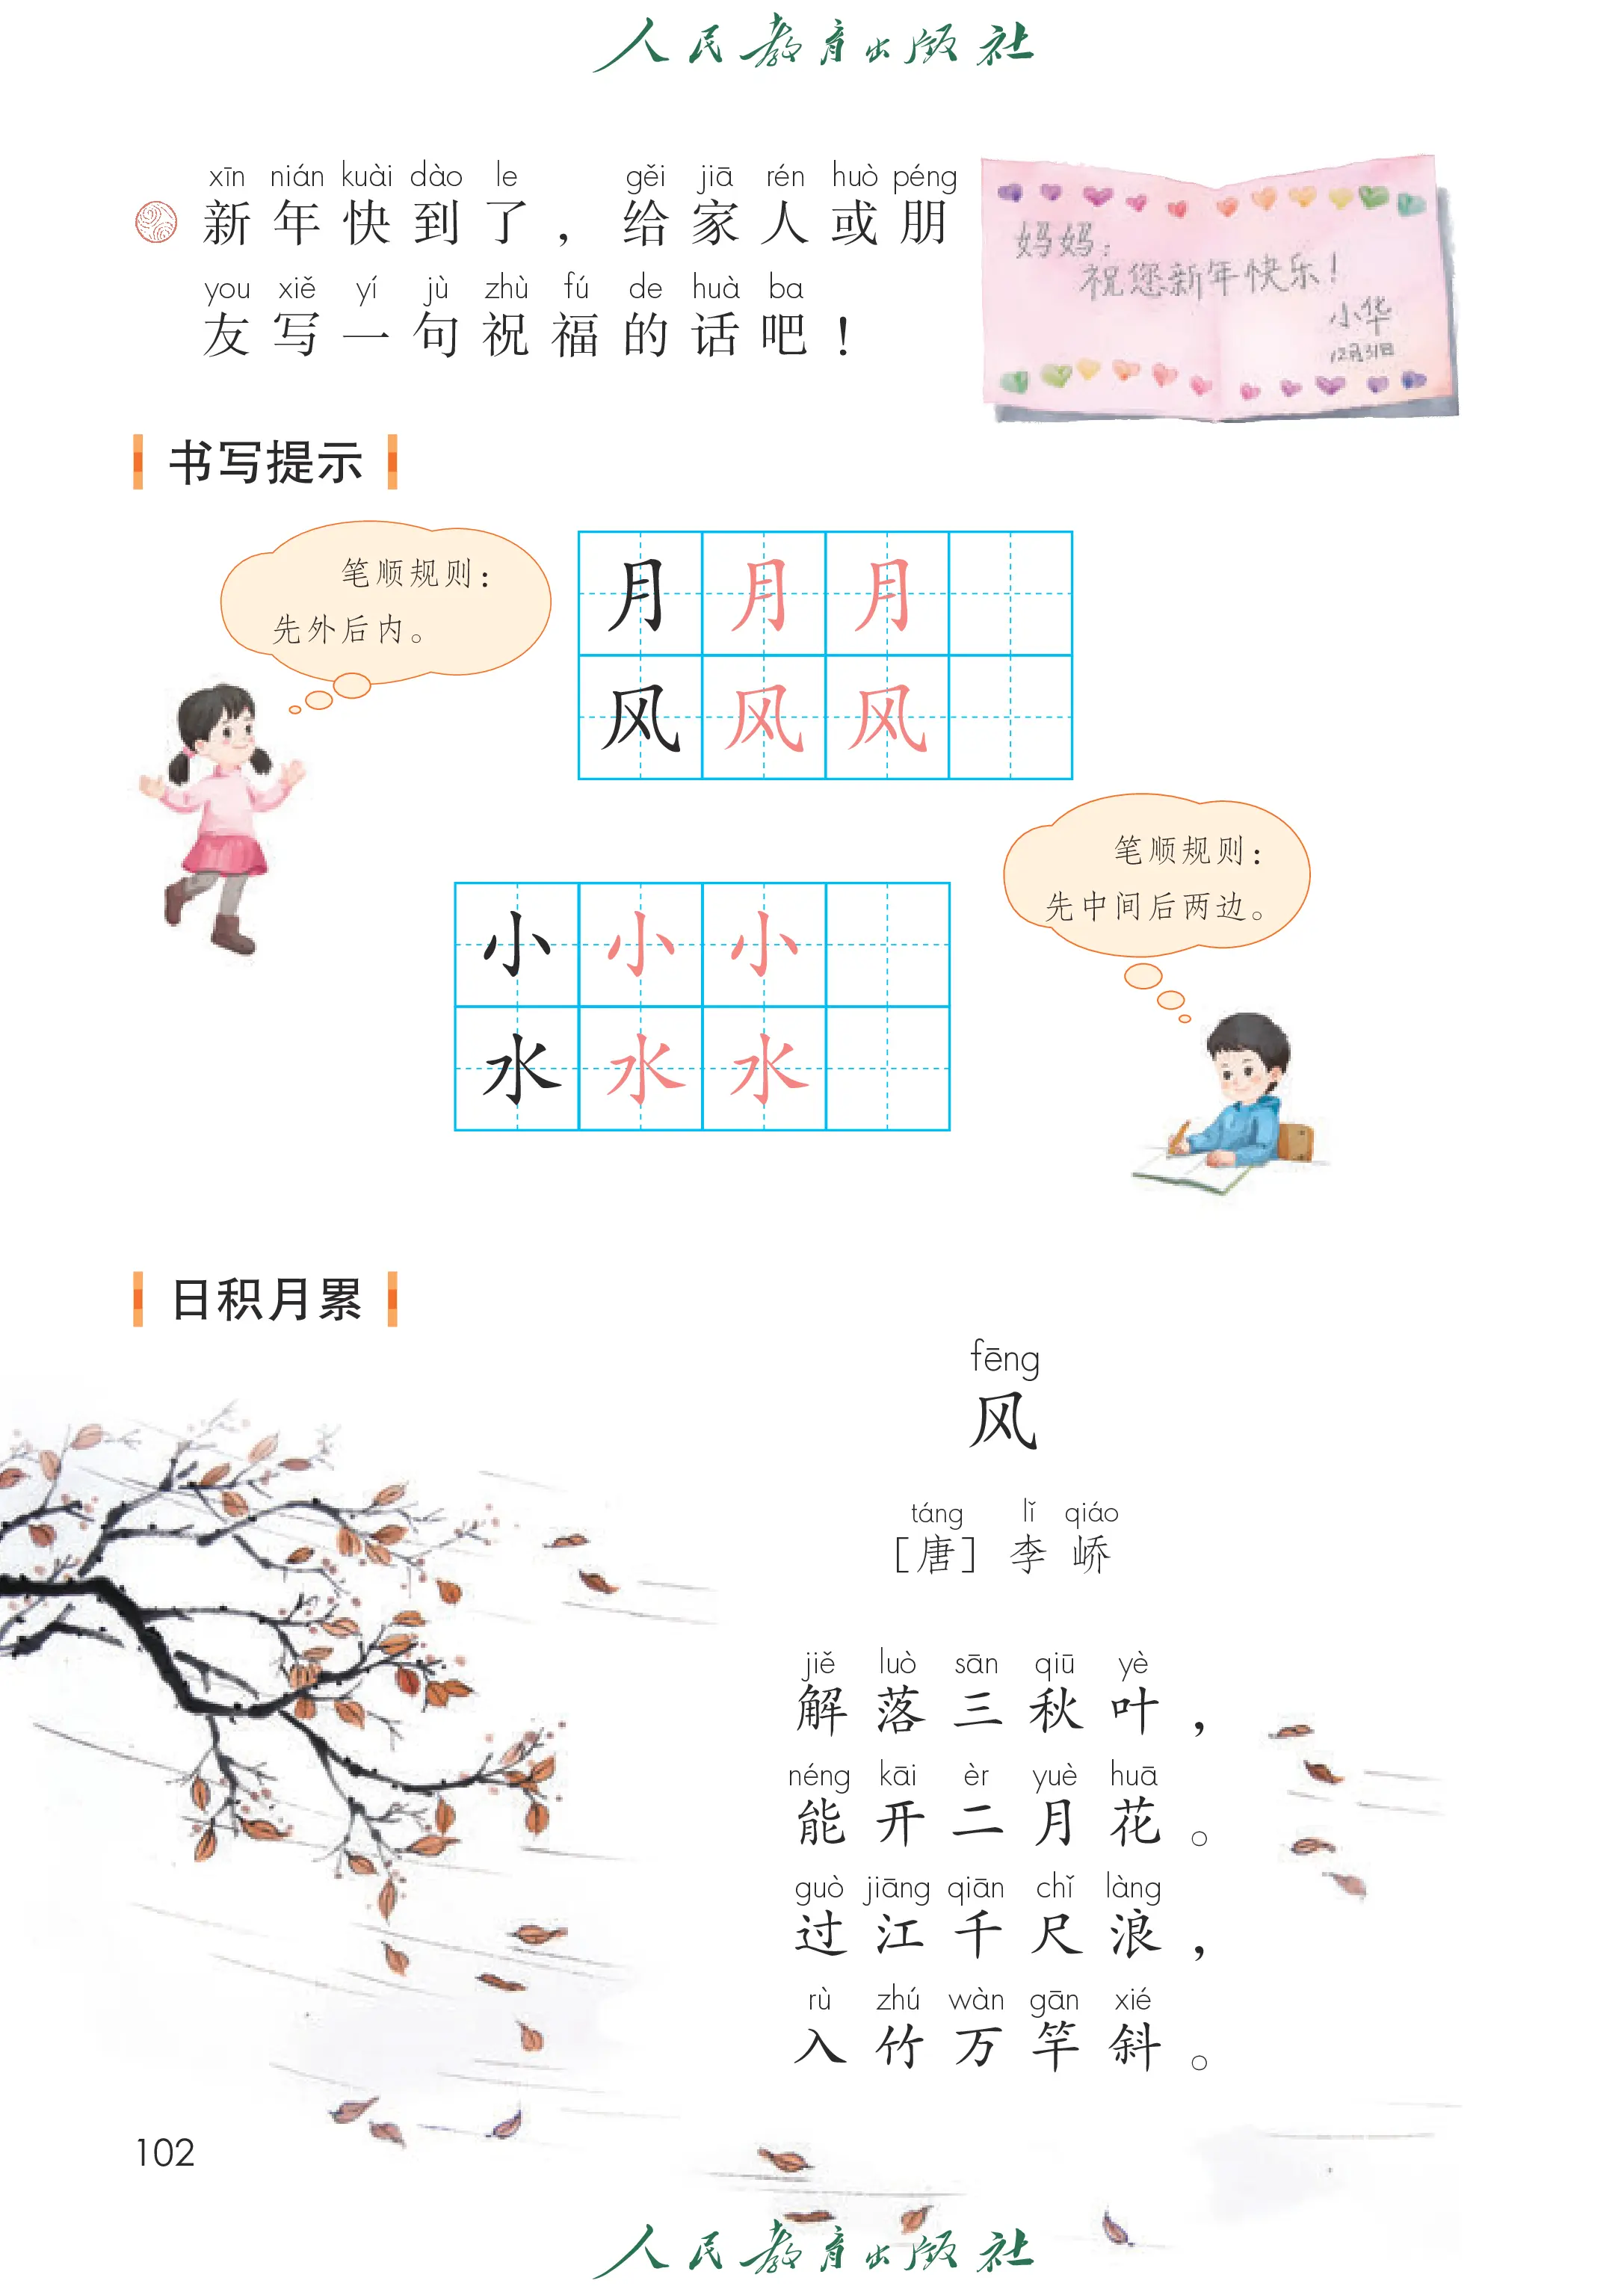 人民教育出版社
xīn nián kuài dào le gěi jiā rén huò péng
新年快到了，给家人或朋
you xiě yí jù zhù fú de huà ba
友写一句祝福的话吧！
妈妈：
祝您新年快乐！
小华
12月31日
书写提示
笔顺规则：
先外后内。
月 月 月
风 风 风
笔顺规则：
先中间后两边。
小 小 小
水 水 水
日积月累
fēng
风
táng lǐ qiáo
［唐］李峤
jiě luò sān qiū yè
解落三秋叶，
néng kāi èr yuè huā
能开二月花。
guò jiāng qiān chǐ làng
过江千尺浪，
rù zhú wàn gān xié
入竹万竿斜。
102
人民教育出版社